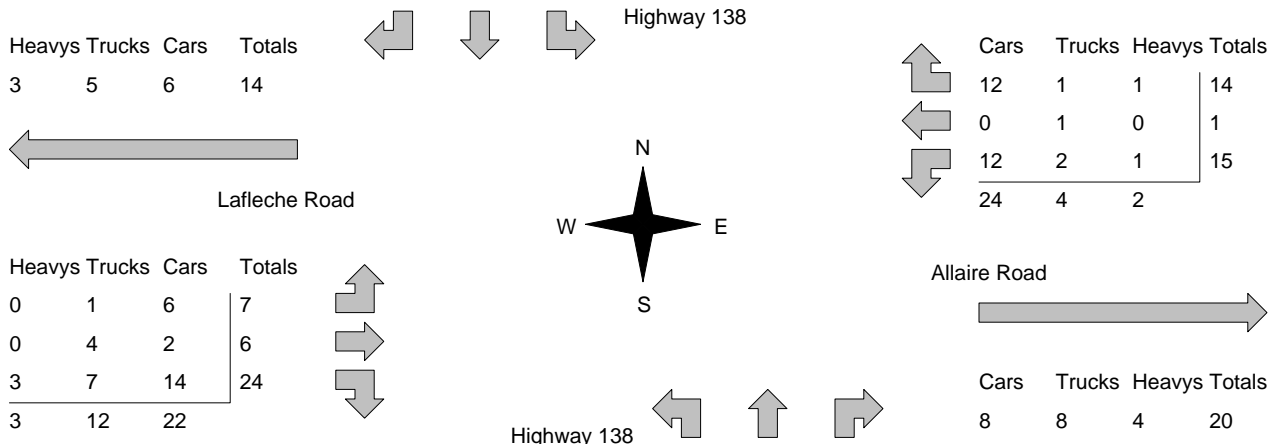 Highway 138
Heavys Trucks Cars Totals
3 5 6 14
Cars Trucks Heavys Totals
12 1 1 14
0 1 0 1
12 2 1 15
24 4 2
N
W E
S
Lafleche Road
Heavys Trucks Cars Totals
0 1 6 7
0 4 2 6
3 7 14 24
3 12 22
Allaire Road
Cars Trucks Heavys Totals
8 8 4 20
Highway 138